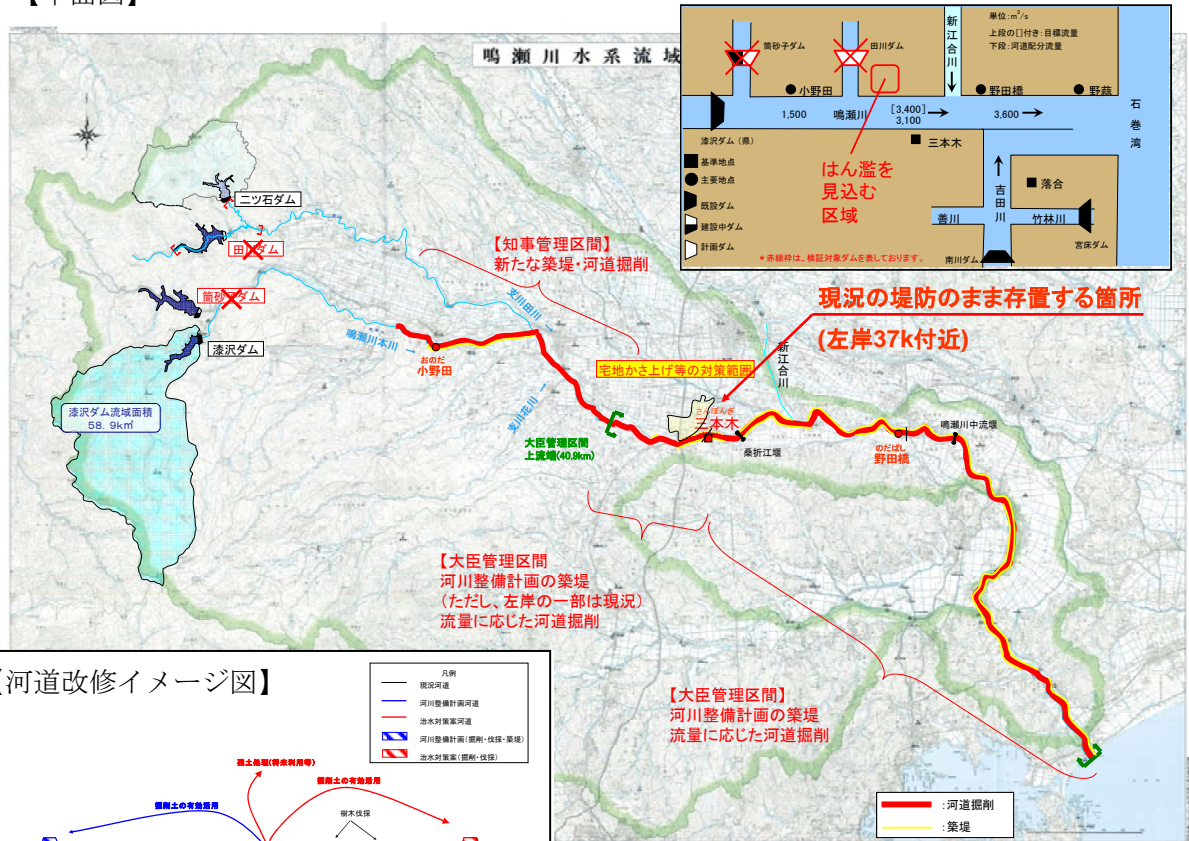 【平面図】
鳴瀬川水系流域
単位:m³/s
上段の[]付き:目標流量
下段:河道配分流量
筒砂子ダム
田川ダム
新江合川
小野田
野田橋
野蒜
1,500
鳴瀬川
[3,400]
3,100
3,600
石巻湾
漆沢ダム(県)
三本木
基準地点
主要地点
既設ダム
建設中ダム
計画ダム
はん濫を
見込む
区域
吉田川
落合
善川
竹林川
宮床ダム
南川ダム
*赤線枠は、検証対象ダムを表しております。
二ツ石ダム
田川ダム
筒砂子ダム
漆沢ダム
漆沢ダム流域面積
58.9km²
【知事管理区間】
新たな築堤・河道掘削
支川田川
鳴瀬川本川
おのだ
小野田
支川花川
現況の堤防のまま存置する箇所
(左岸37k付近)
宅地かさ上げ等の対策範囲
新江合川
さんぼんぎ
三本木
大臣管理区間
上流端(40.9km)
桑折江堰
のだばし
野田橋
鳴瀬川中流堰
【大臣管理区間
河川整備計画の築堤
(ただし、左岸の一部は現況)
流量に応じた河道掘削
【大臣管理区間】
河川整備計画の築堤
流量に応じた河道掘削
【河道改修イメージ図】
凡例
現況河道
河川整備計画河道
治水対策案河道
河川整備計画(掘削・伐採・築堤)
治水対策案(掘削・伐採)
残土処理(将来利用等)
掘削土の有効活用
掘削土の有効活用
樹木伐採
:河道掘削
:築堤